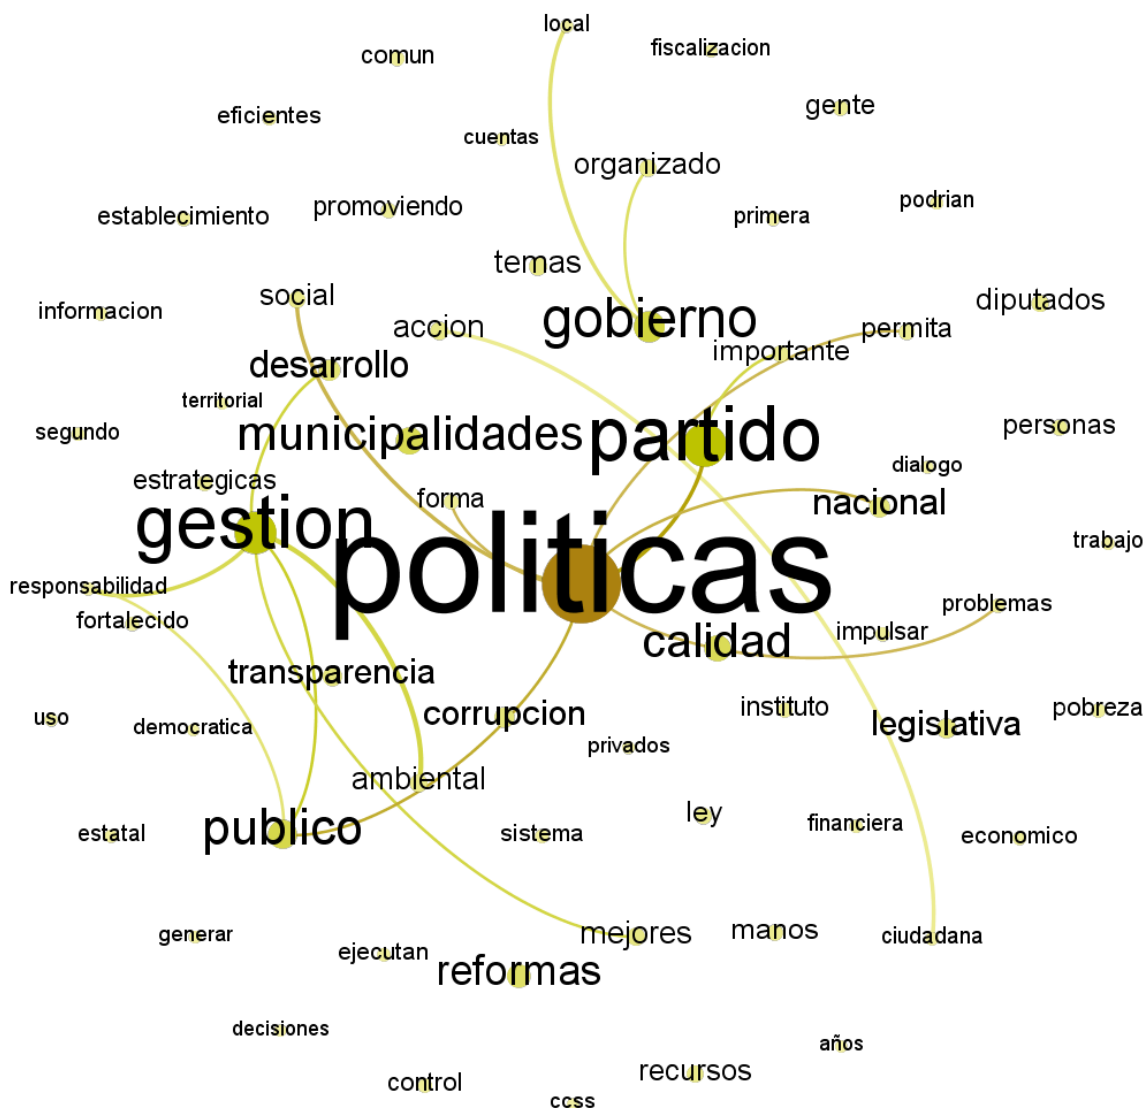 local
fiscalizacion
comun
gente
eficientes
cuentas
organizado
podrian
establecimiento
promoviendo
primera
temas
social
diputados
informacion
accion
gobierno
permita
importante
desarrollo
territorial
segundo
municipalidades
partido
personas
dialogo
estrategicas
forma
nacional
gestion
trabajo
politicas
responsabilidad
problemas
fortalecido
impulsar
calidad
transparencia
uso
democratica
corrupcion
instituto
pobreza
legislativa
privados
ambiental
estatal
publico
sistema
ley
financiera
economico
generar
ejecutan
mejores
manos
ciudadana
reformas
decisiones
años
control
recursos
ccss